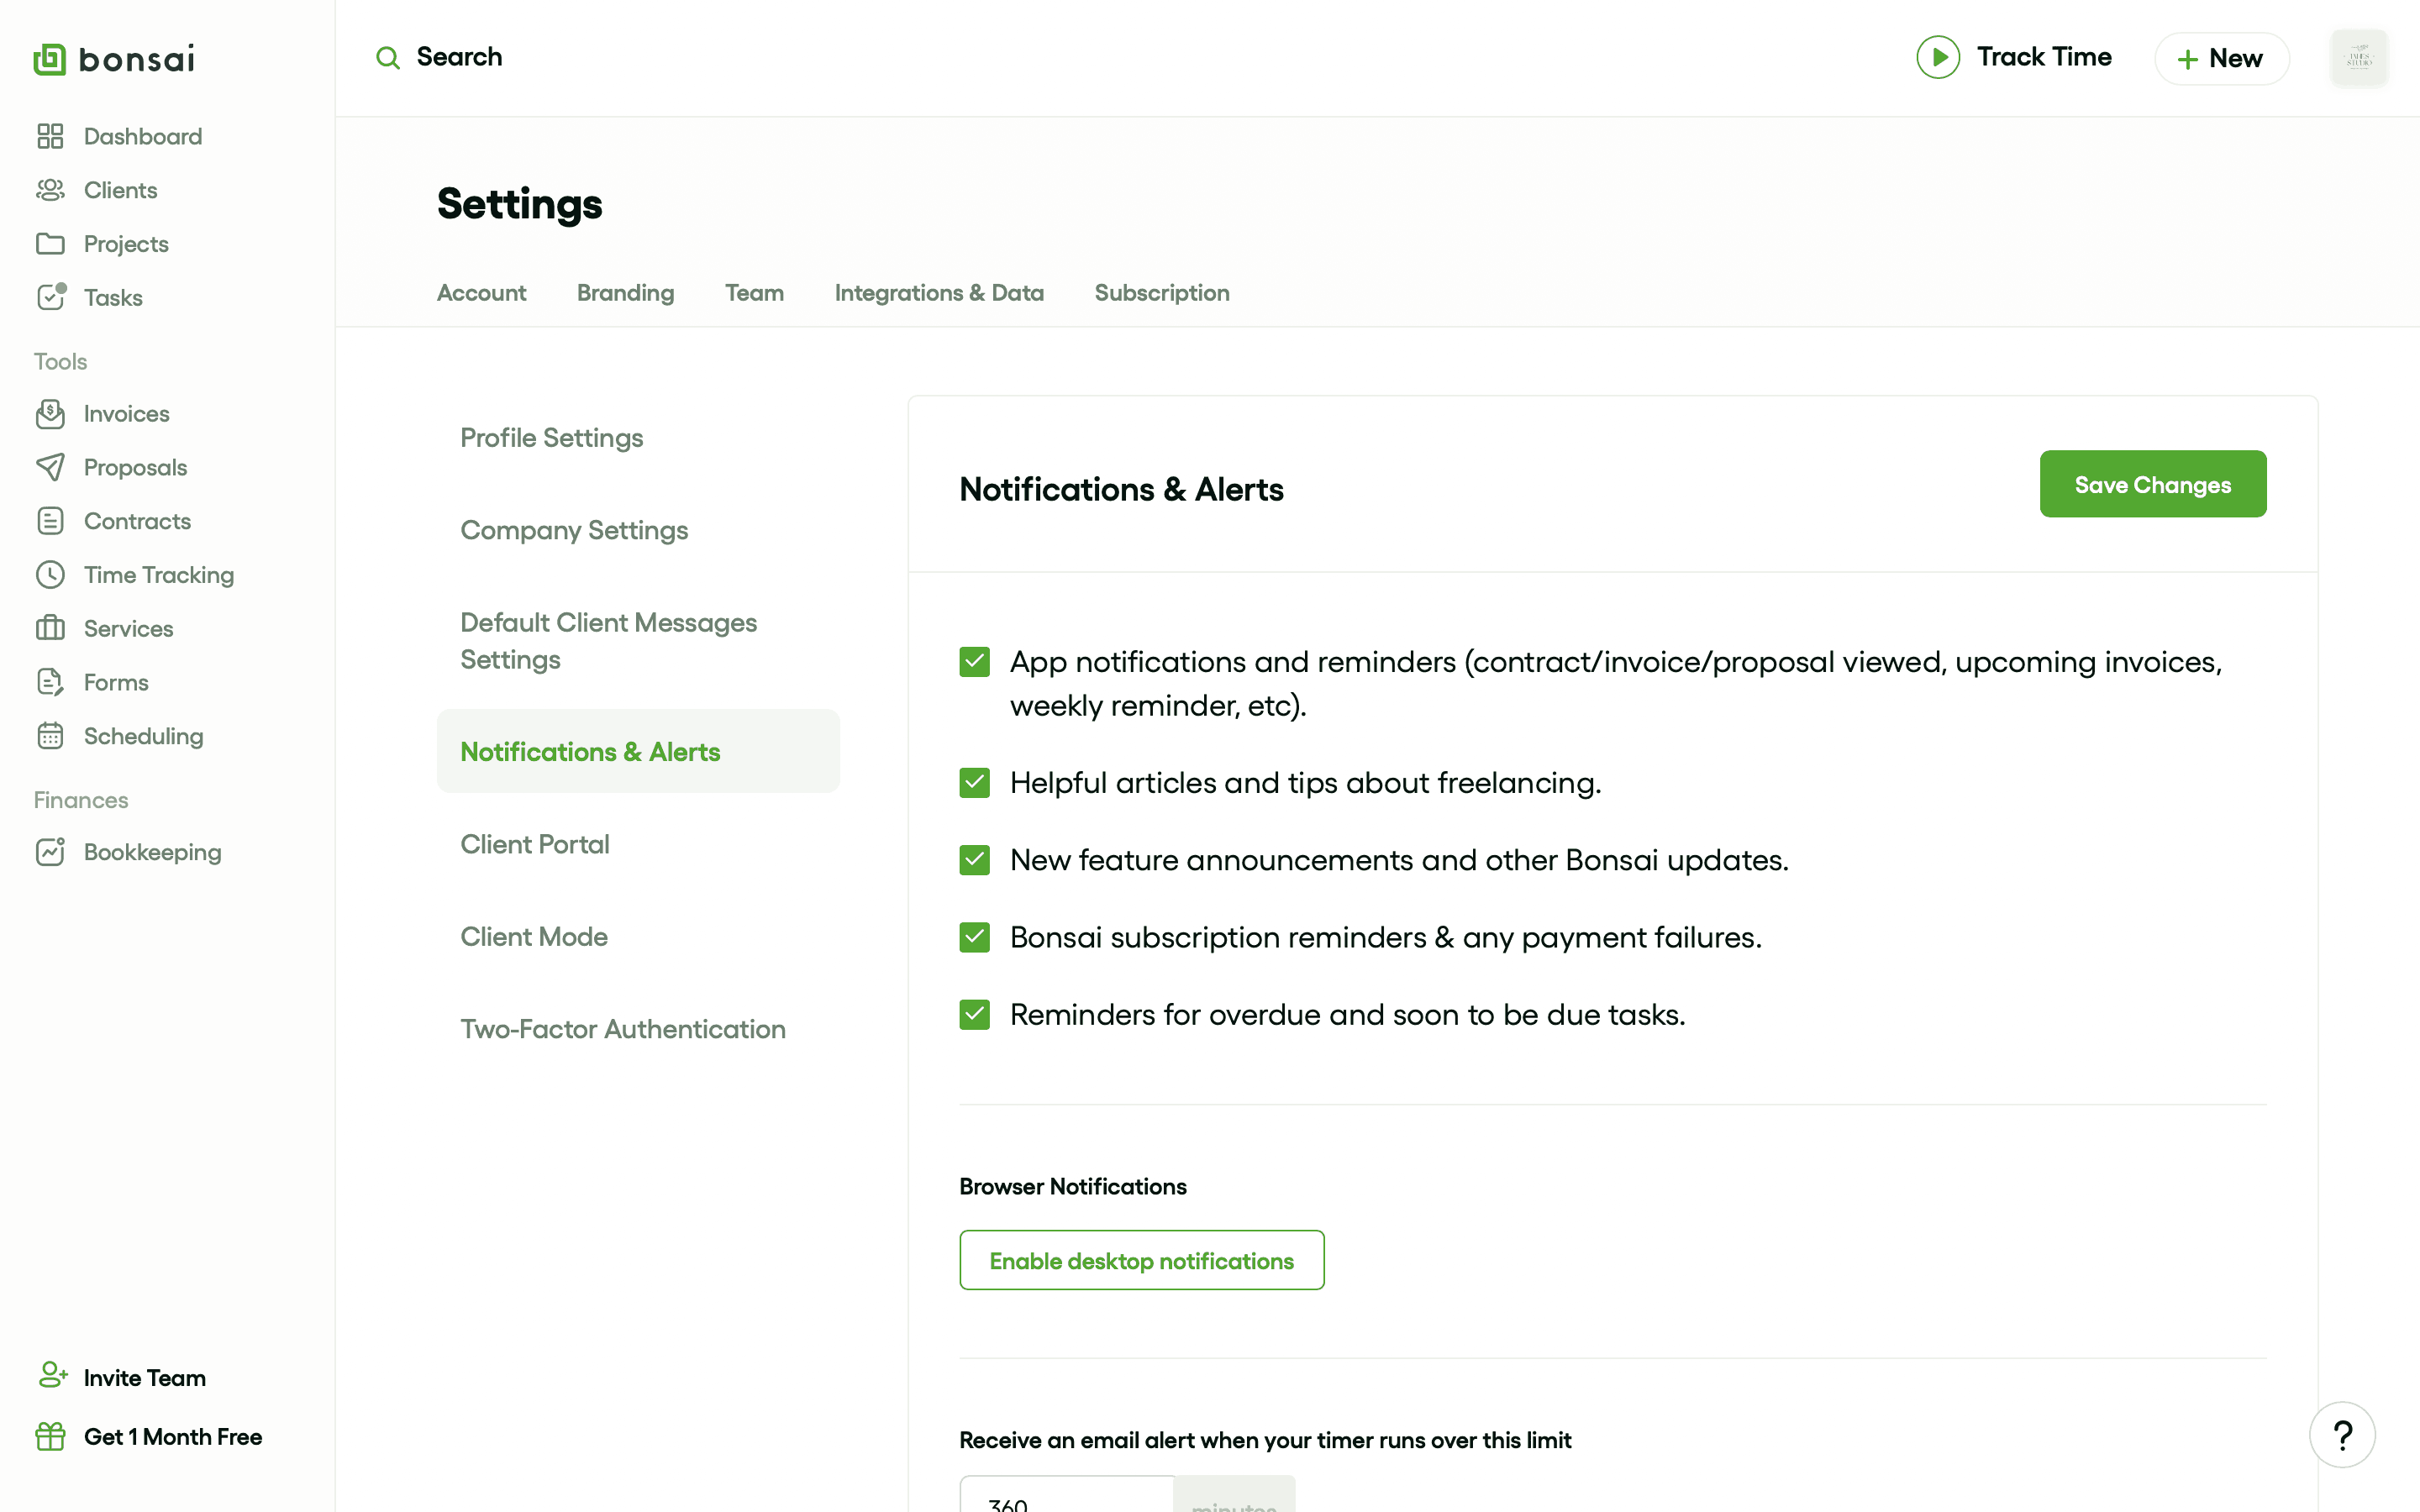 bonsai
Search
Track Time
New
Dashboard
Clients
Projects
Tasks
Tools
Invoices
Proposals
Contracts
Time Tracking
Services
Forms
Scheduling
Finances
Bookkeeping
Invite Team
Get 1 Month Free
Settings
Account
Branding
Team
Integrations & Data
Subscription
Profile Settings
Company Settings
Default Client Messages
Settings
Notifications & Alerts
Client Portal
Client Mode
Two-Factor Authentication
Notifications & Alerts
Save Changes
App notifications and reminders (contract/invoice/proposal viewed, upcoming invoices,
weekly reminder, etc).
Helpful articles and tips about freelancing.
New feature announcements and other Bonsai updates.
Bonsai subscription reminders & any payment failures.
Reminders for overdue and soon to be due tasks.
Browser Notifications
Enable desktop notifications
Receive an email alert when your timer runs over this limit
360
minutes
?